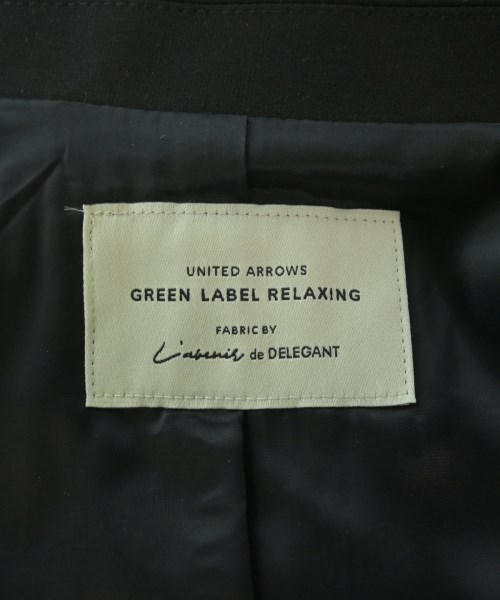 UNITED ARROWS
GREEN LABEL RELAXING
FABRIC BY
L'avenir de DELEGANT